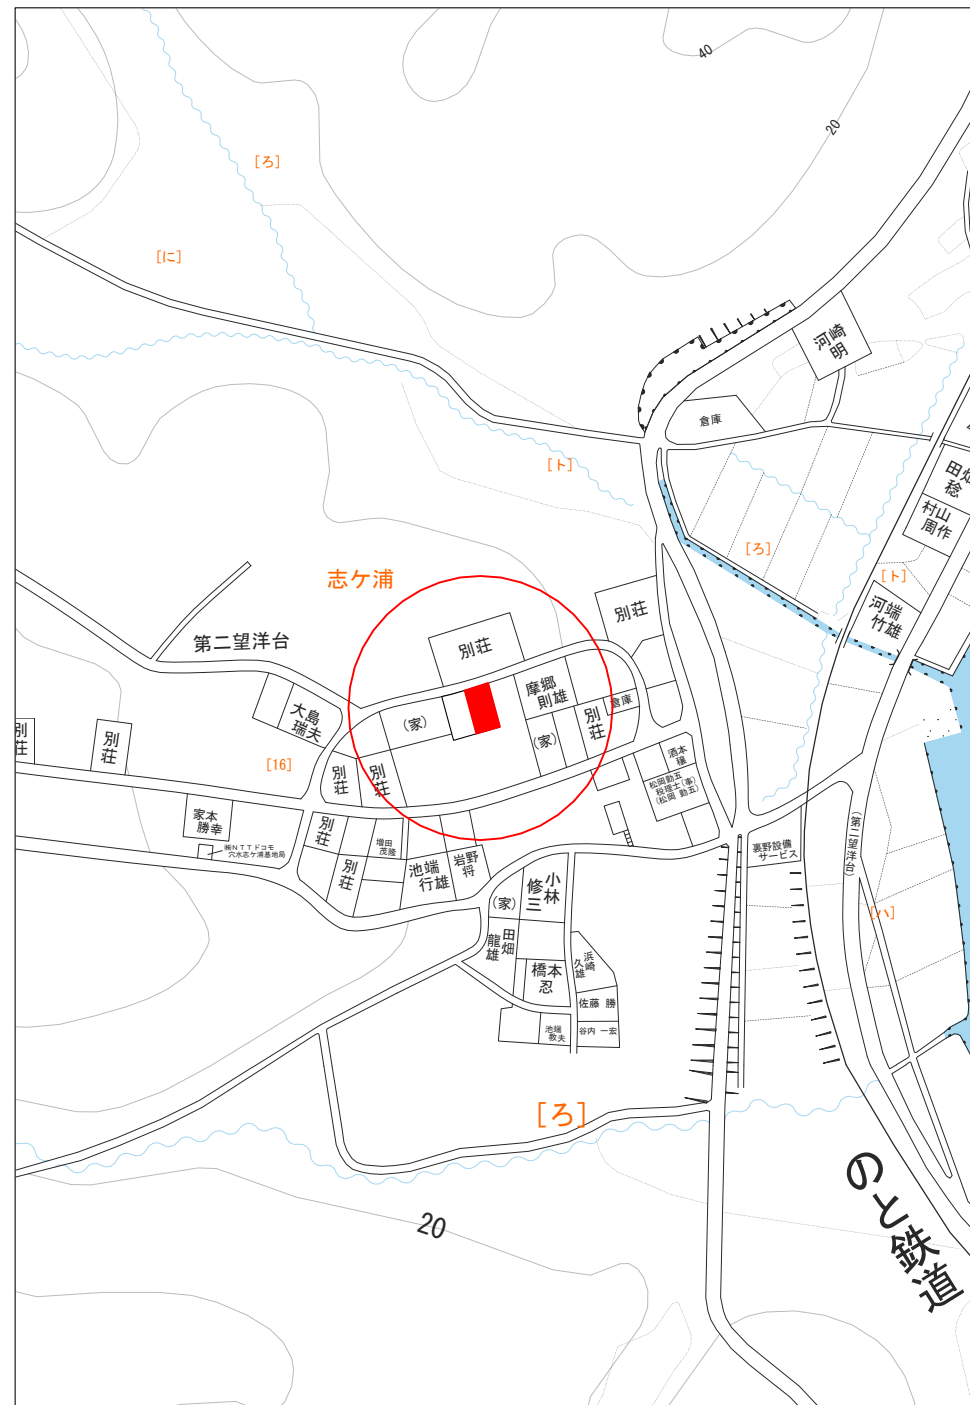 40
20
[ろ]
[に]
河崎
明
倉庫
[ト]
田畑
稔
村山
周作
[ろ]
[ト]
志ケ浦
河端
竹雄
別荘
第二望洋台
別荘
摩郷
則雄
倉庫
大島
瑞夫
(家)
別荘
(家)
別荘
別荘
酒本
穣
[16]
別荘
別荘
松岡勤五
税理士(事)
(松岡 勤五)
家本
勝幸
別荘
㈱NTTドコモ
穴水志ケ浦基地局
増田
茂隆
別荘
池端
行雄
岩野
将
裏野設備
サービス
(第二望洋台)
(家)
小林
修三
[ハ]
田畑
龍雄
橋本
忍
浜崎
久雄
佐藤 勝
池端
教夫
谷内 一宏
[ろ]
のと鉄道
20